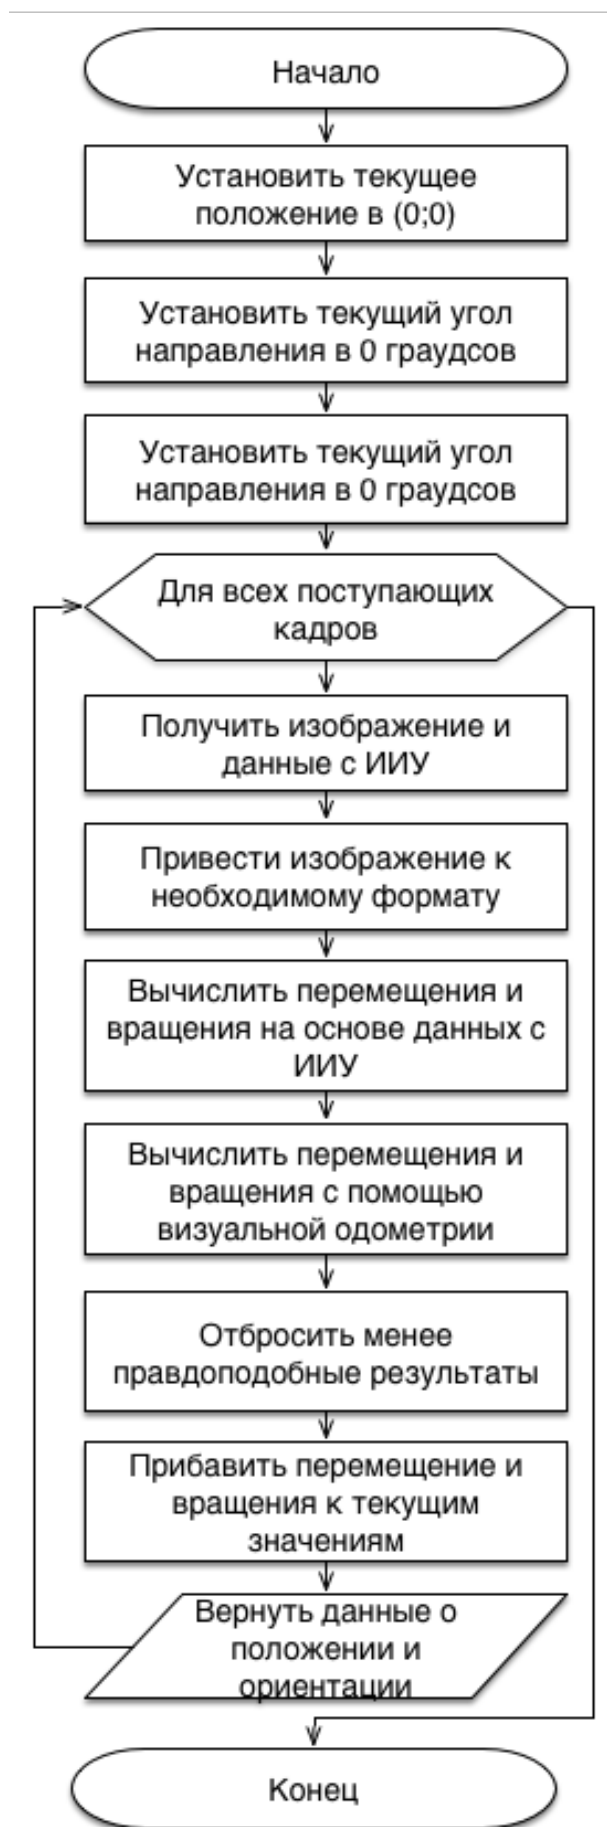 Начало
Установить текущее
положение в (0;0)
Установить текущий угол
направления в 0 граудсов
Установить текущий угол
направления в 0 граудсов
Для всех поступающих
кадров
Получить изображение и
данные с ИИУ
Привести изображение к
необходимому формату
Вычислить перемещения и
вращения на основе данных с
ИИУ
Вычислить перемещения и
вращения с помощью
визуальной одометрии
Отбросить менее
правдоподобные результаты
Прибавить перемещение и
вращения к текущим
значениям
Вернуть данные о
положении и
ориентации
Конец